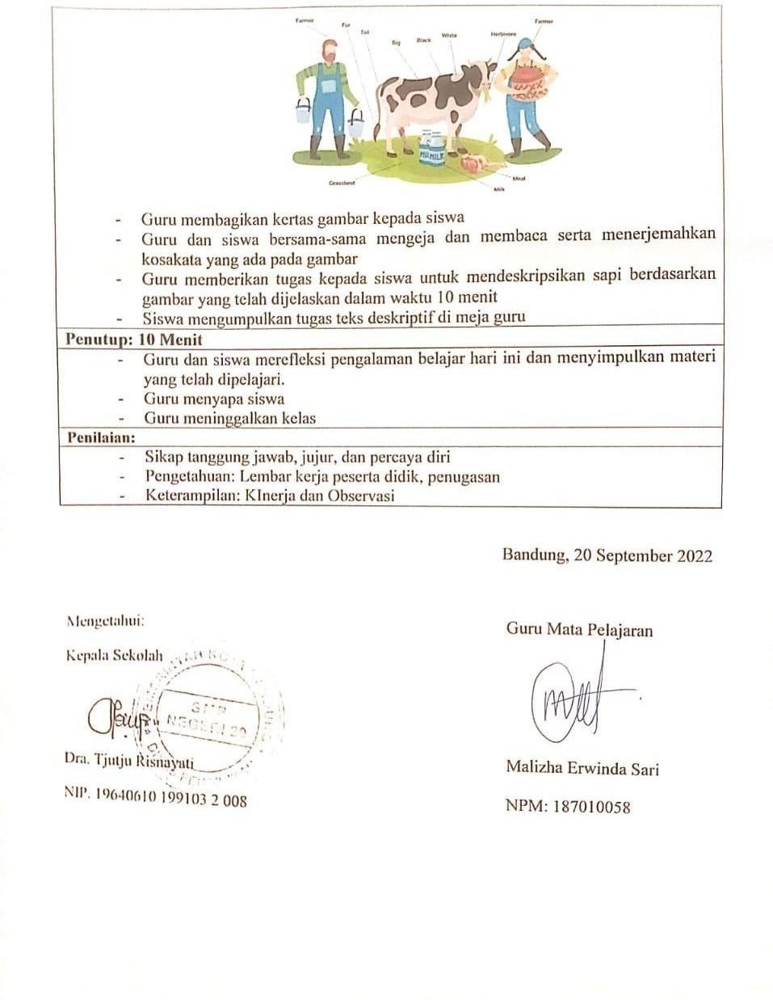 Farmer
Fur
Tail
Big
Black
White
Herbivore
Farmer
MILK
Grassland
Meat
Milk
- Guru membagikan kertas gambar kepada siswa
- Guru dan siswa bersama-sama mengeja dan membaca serta menerjemahkan
kosakata yang ada pada gambar
- Guru memberikan tugas kepada siswa untuk mendeskripsikan sapi berdasarkan
gambar yang telah dijelaskan dalam waktu 10 menit
- Siswa mengumpulkan tugas teks deskriptif di meja guru
Penutup: 10 Menit
- Guru dan siswa merefleksi pengalaman belajar hari ini dan menyimpulkan materi
yang telah dipelajari.
- Guru menyapa siswa
- Guru meninggalkan kelas
Penilaian:
- Sikap tanggung jawab, jujur, dan percaya diri
- Pengetahuan: Lembar kerja peserta didik, penugasan
- Keterampilan: KInerja dan Observasi
Bandung, 20 September 2022
Mengetahui:
Kepala Sekolah
Guru Mata Pelajaran
SMP
NEGERI 29
Dra. Tjutju Risnayati
NIP. 19640610 199103 2 008
Malizha Erwinda Sari
NPM: 187010058